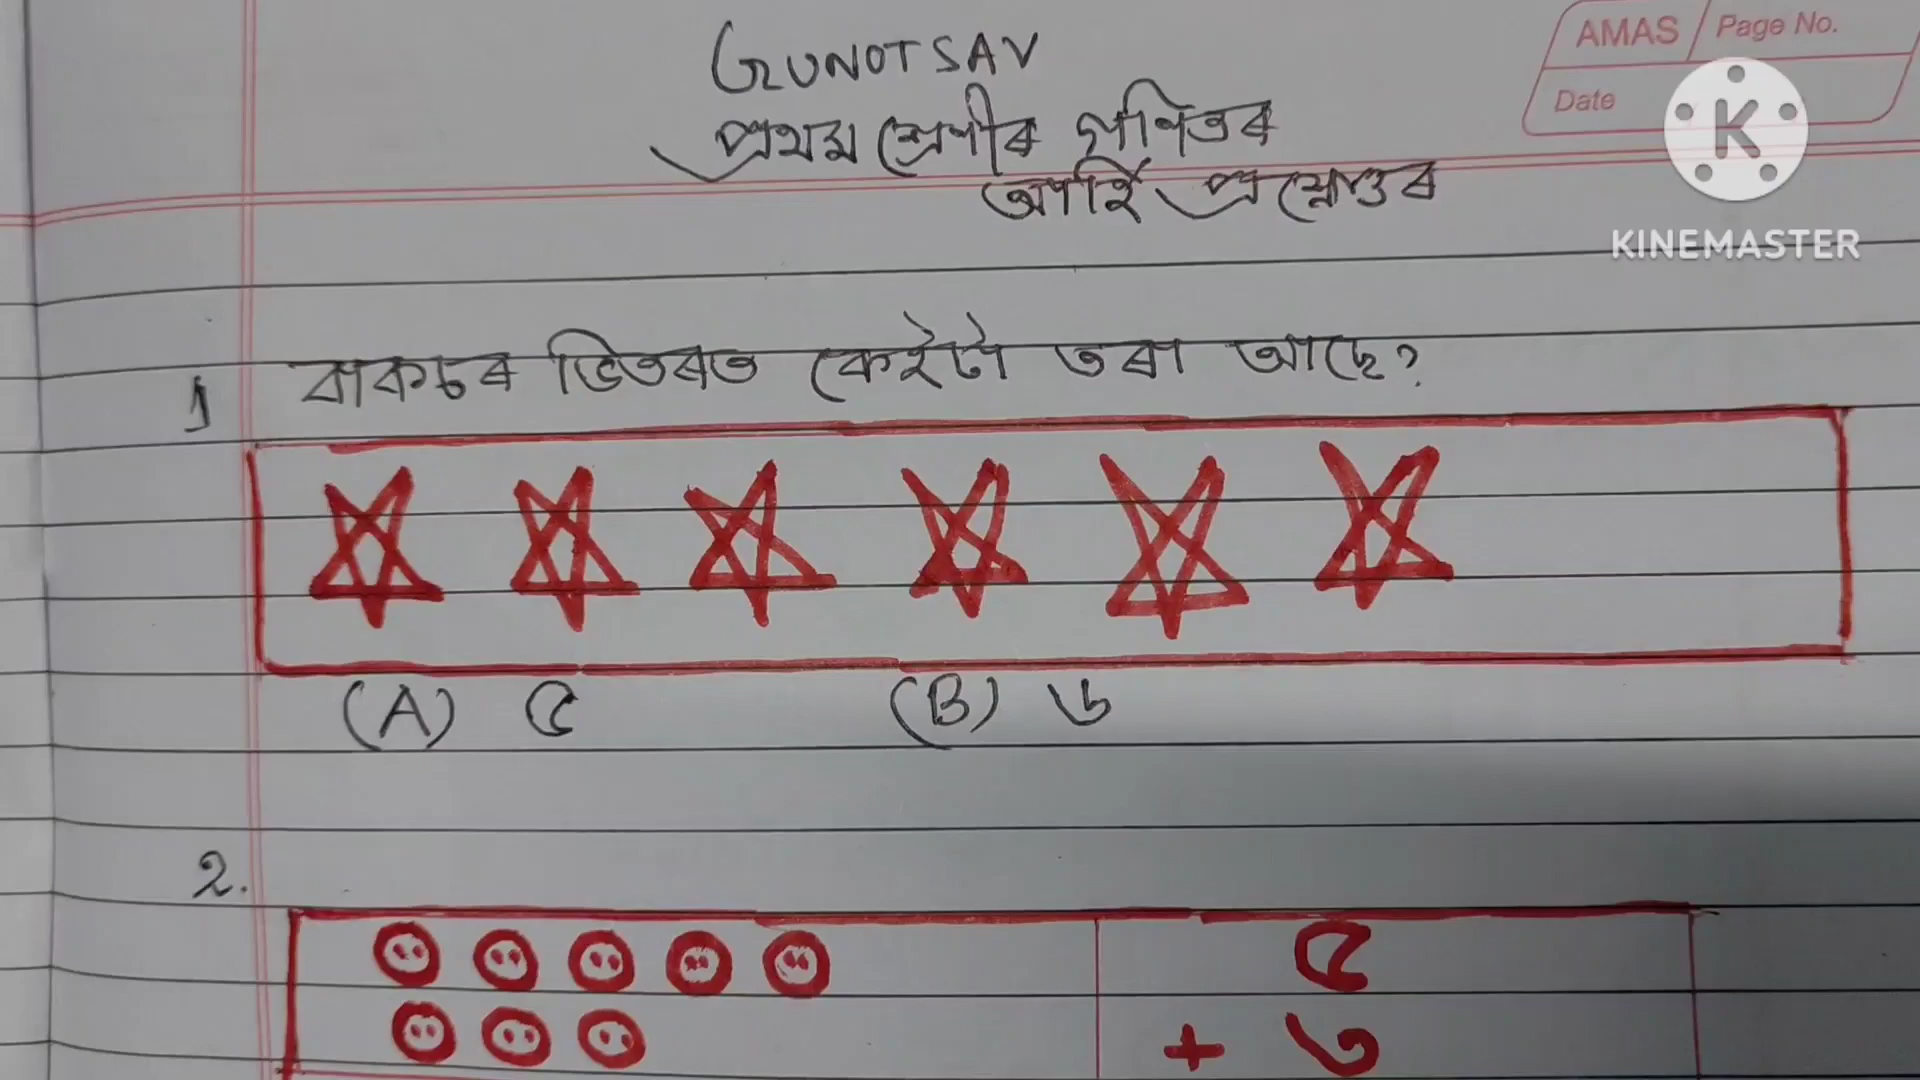 GUNOTSAV
প্ৰথম শ্ৰেণীৰ গণিতৰ
আৰ্হি প্ৰশ্নোত্তৰ
AMAS Page No.
Date
K
KINEMASTER
1 বাকচৰ ভিতৰত কেইটা তৰা আছে?
(A) ৫ (B) ৬
2.
৫
+ ৩